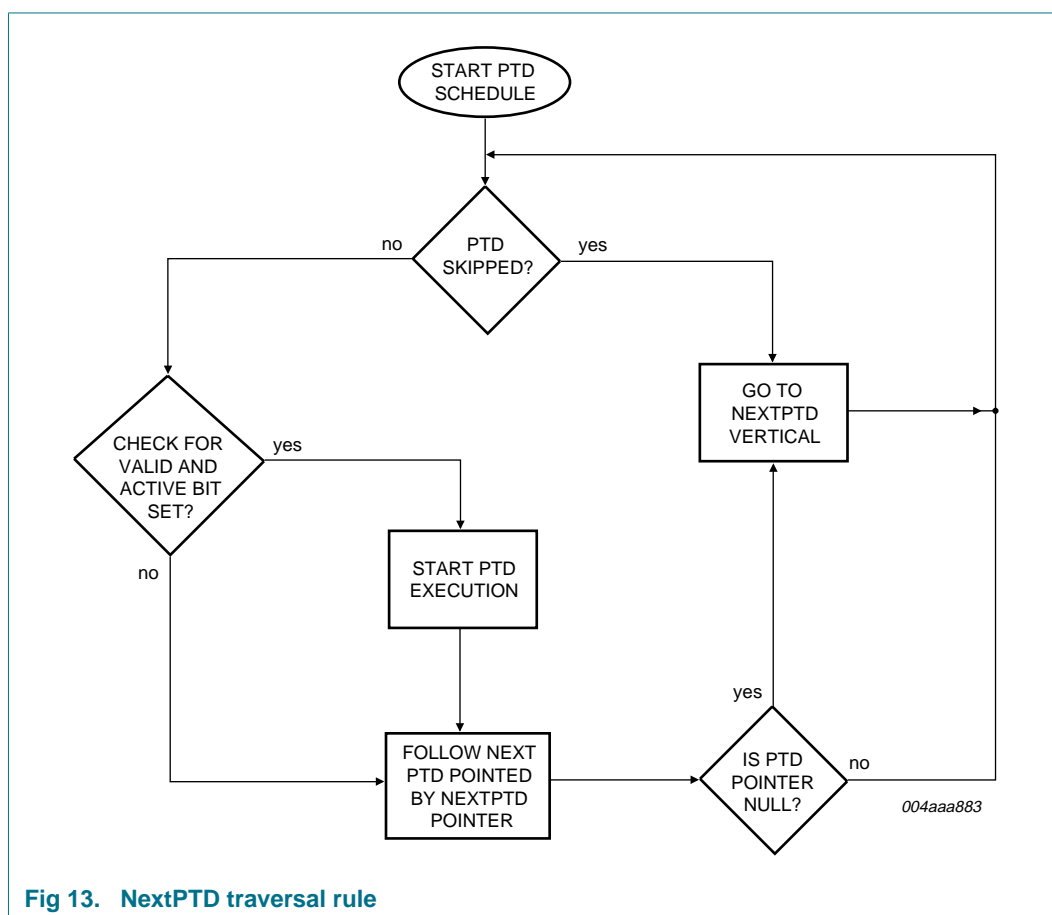 START PTD
SCHEDULE
no
PTD
SKIPPED?
yes
GO TO
NEXTPTD
VERTICAL
CHECK FOR
VALID AND
ACTIVE BIT
SET?
yes
no
START PTD
EXECUTION
FOLLOW NEXT
PTD POINTED
BY NEXTPTD
POINTER
yes
IS PTD
POINTER
NULL?
no
004aaa883
Fig 13. NextPTD traversal rule